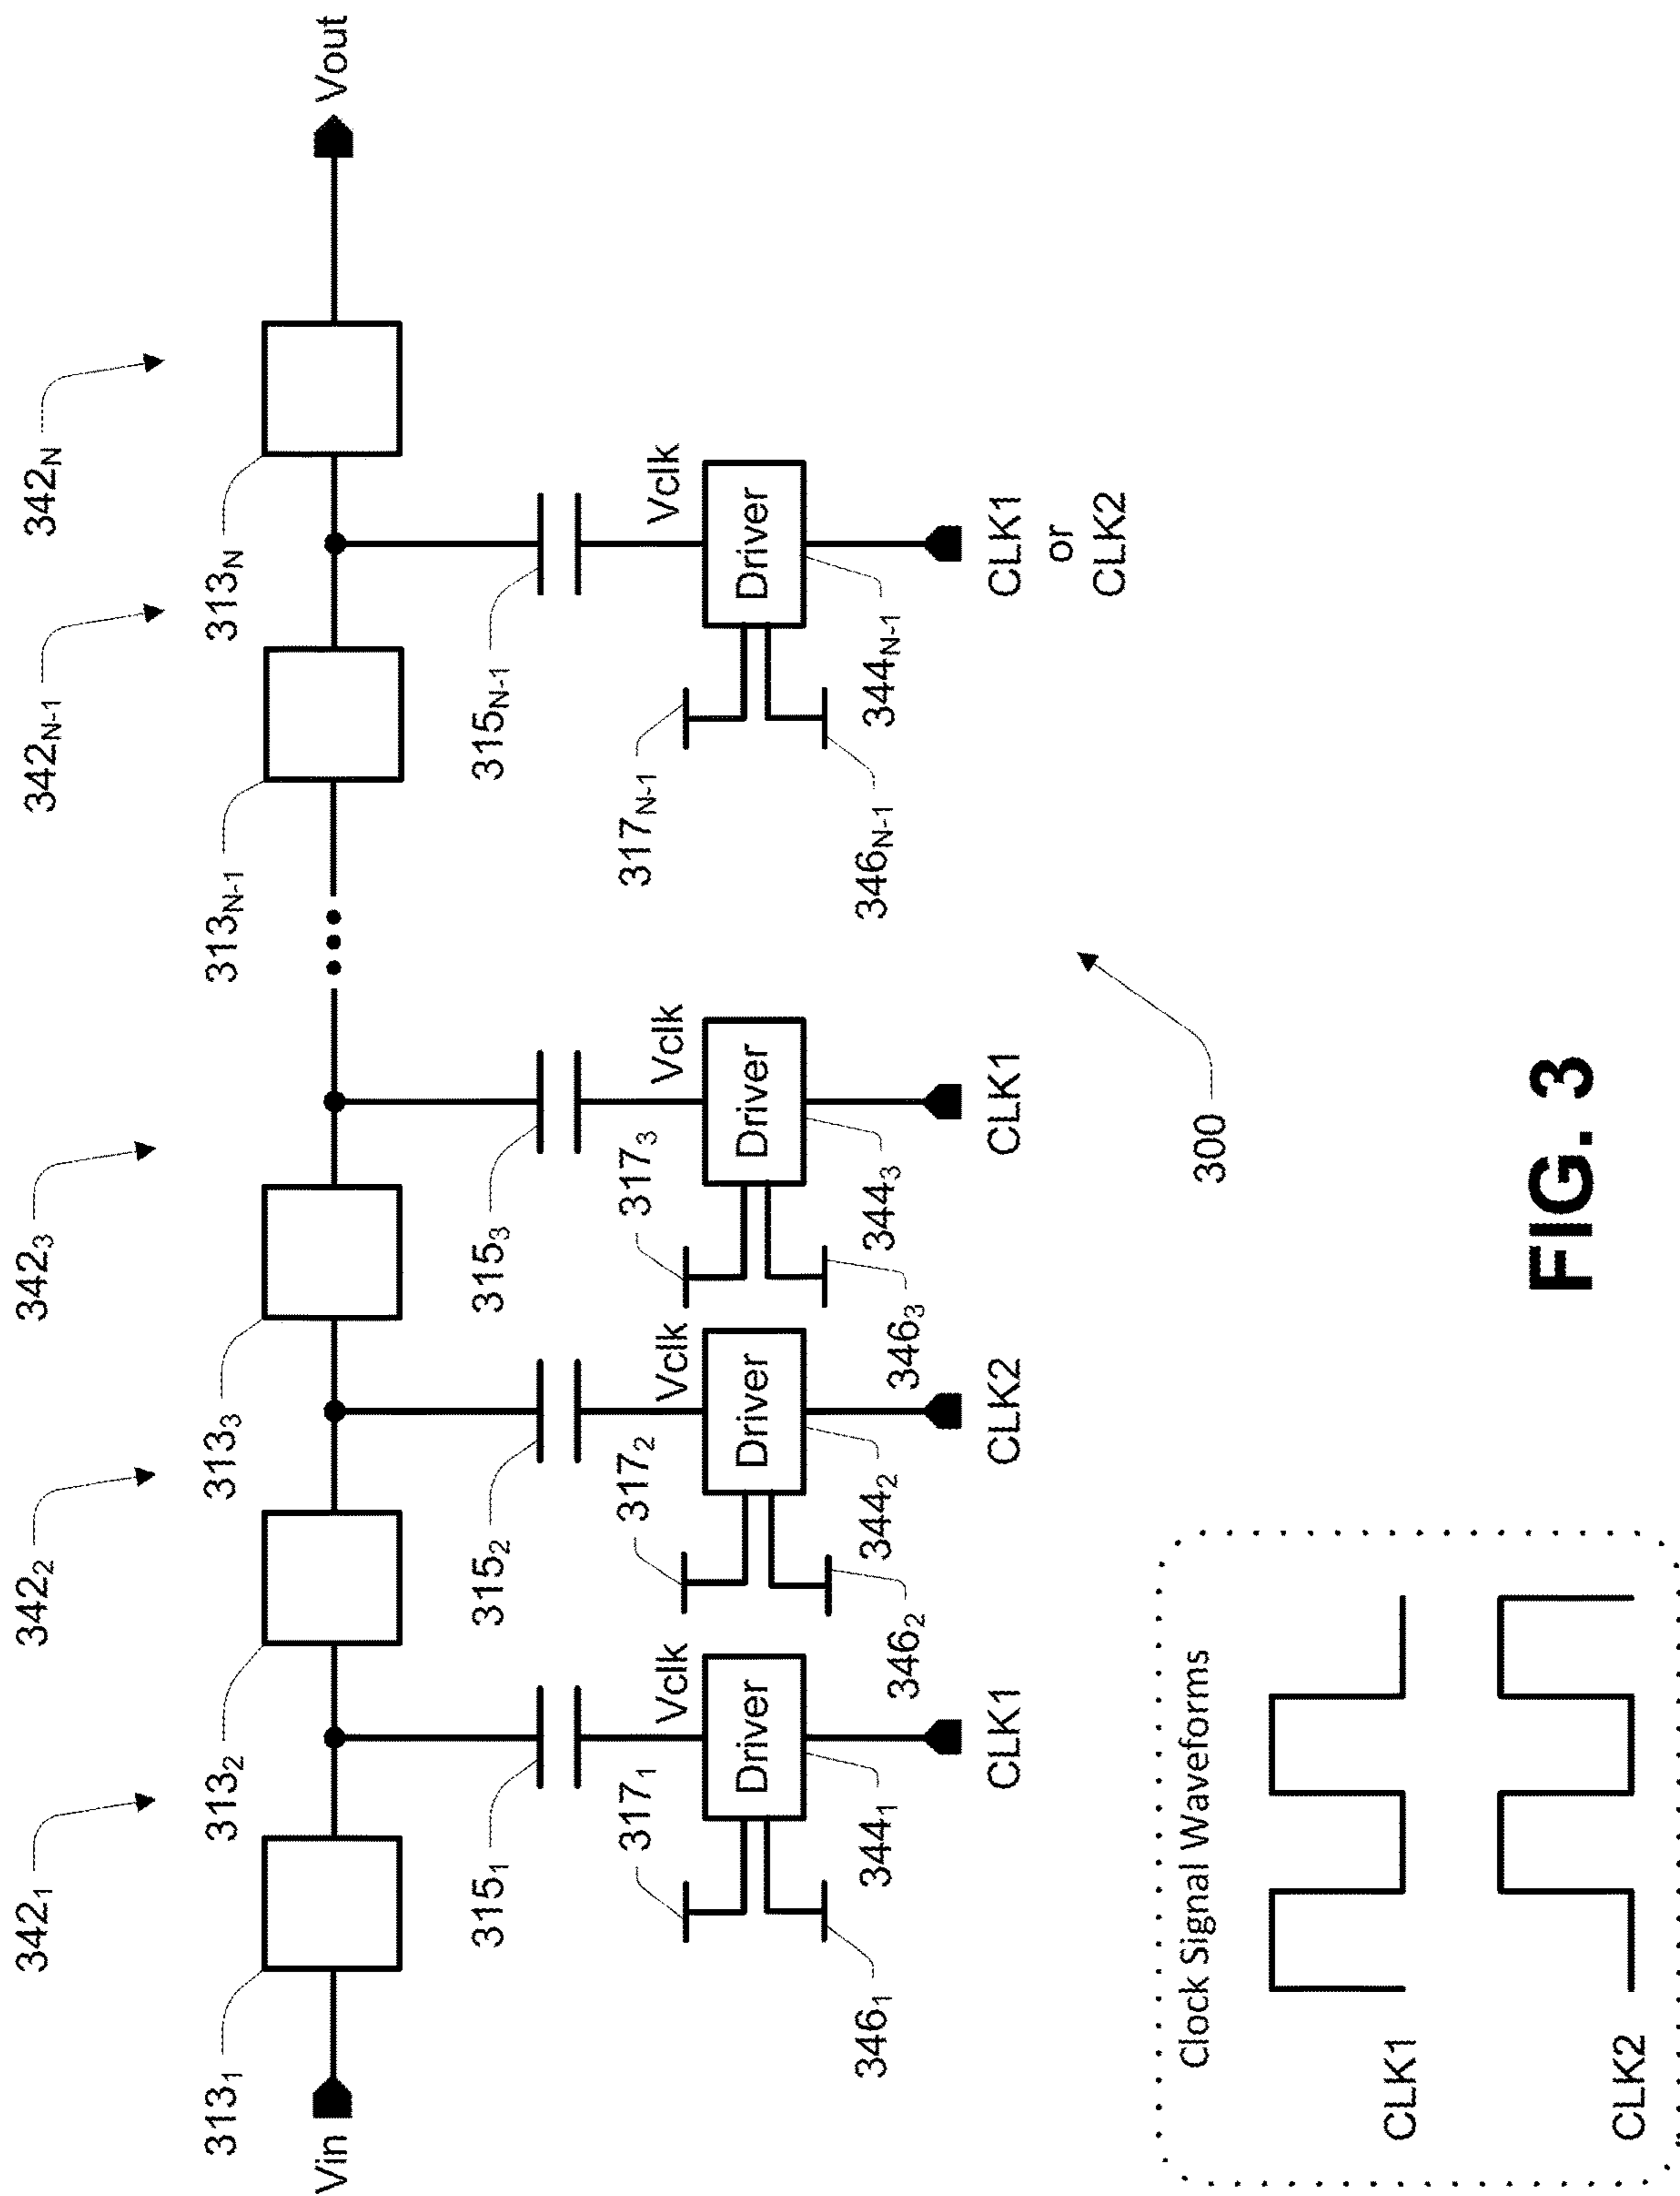 342₁
342₂
342₃
342N-1
342N
313₁
313₂
313₃
313N-1
313N
Vin
Vout
315₁
315₂
315₃
315N-1
317₁
Vclk
317₂
Vclk
317₃
Vclk
317N-1
Vclk
Driver
Driver
Driver
Driver
346₁
344₁
346₂
344₂
346₃
344₃
346N-1
344N-1
CLK1
CLK2
CLK1
CLK1
or
CLK2
300
Clock Signal Waveforms
CLK1
CLK2
FIG. 3